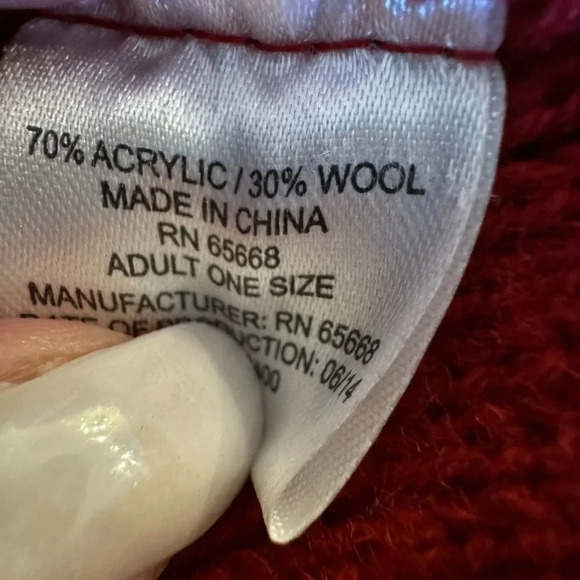 70% ACRYLIC / 30% WOOL
MADE IN CHINA
RN 65668
ADULT ONE SIZE
MANUFACTURER: RN 65668
DATE OF PRODUCTION: 06/14